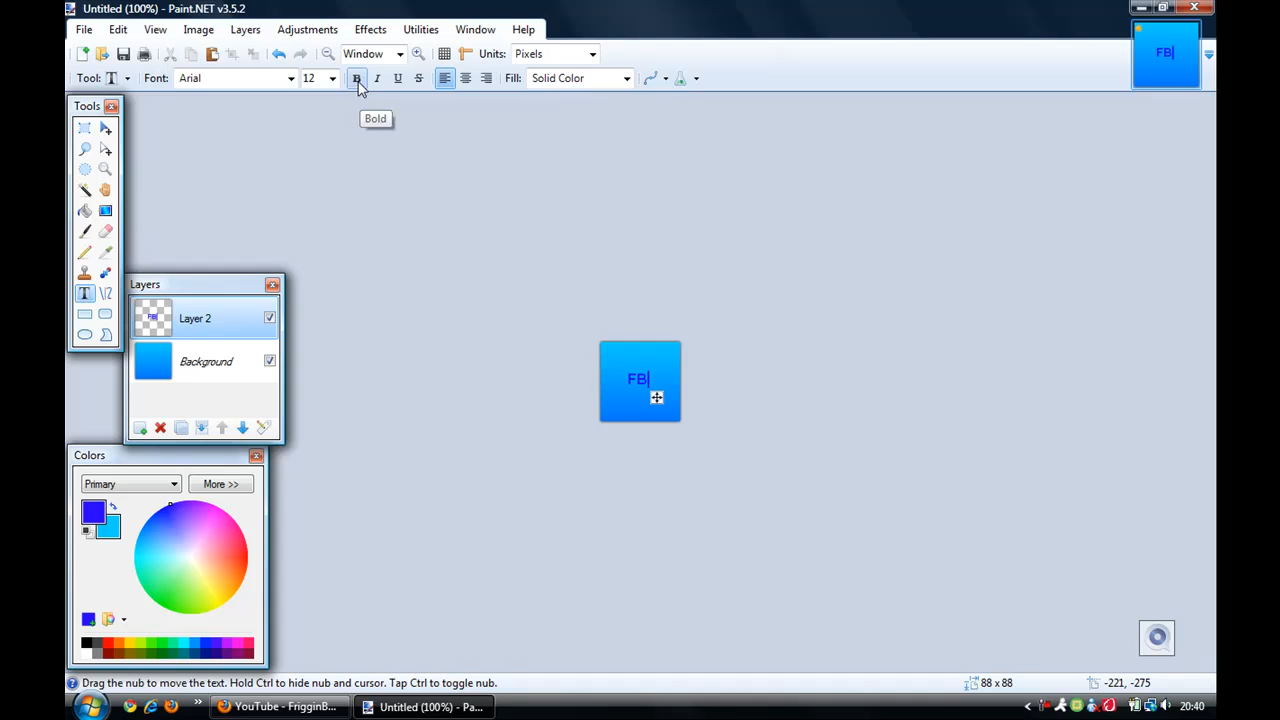 Untitled (100%) - Paint.NET v3.5.2
File Edit View Image Layers Adjustments Effects Utilities Window Help
Window Units: Pixels
Tool: T Font: Arial 12 B I U S Fill: Solid Color
FB
Bold
Tools
Layers
FB
Layer 2
Background
FB
Colors
Primary More >>
Drag the nub to move the text. Hold Ctrl to hide nub and cursor. Tap Ctrl to toggle nub.
88 x 88 -221, -275
YouTube - FrigginB... Untitled (100%) - Pa... 20:40